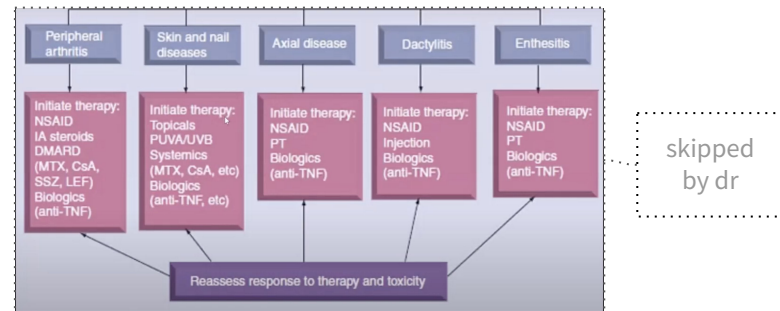 Peripheral
arthritis
Skin and nail
diseases
Axial disease
Dactylitis
Enthesitis
Initiate therapy:
NSAID
IA steroids
DMARD
(MTX, CsA,
SSZ, LEF)
Biologics
(anti-TNF)
Initiate therapy:
Topicals
PUVA/UVB
Systemics
(MTX, CsA, etc)
Biologics
(anti-TNF, etc)
Initiate therapy:
NSAID
PT
Biologics
(anti-TNF)
Initiate therapy:
NSAID
Injection
Biologics
(anti-TNF)
Initiate therapy:
NSAID
PT
Biologics
(anti-TNF)
Reassess response to therapy and toxicity
skipped
by dr